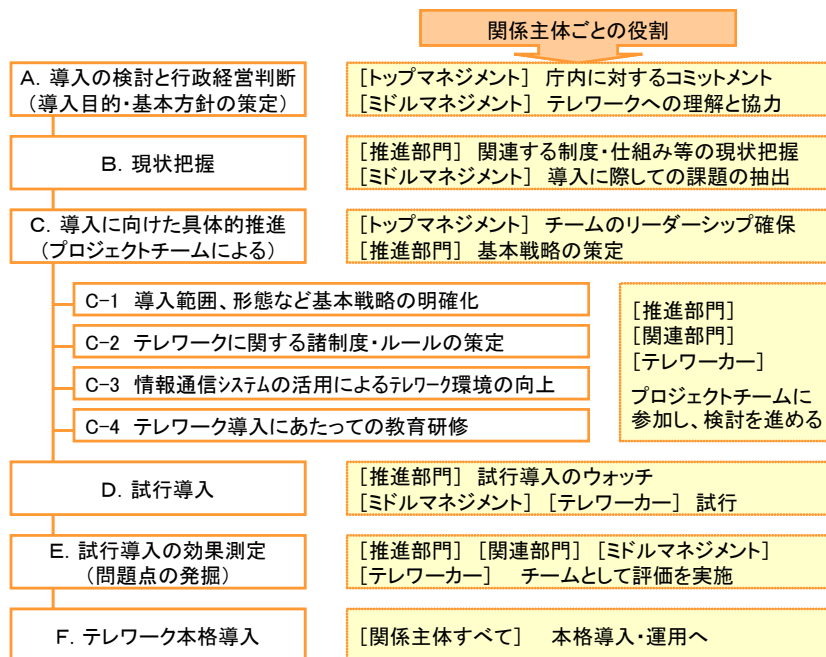 関係主体ごとの役割
A．導入の検討と行政経営判断
（導入目的・基本方針の策定）
［トップマネジメント］ 庁内に対するコミットメント
［ミドルマネジメント］ テレワークへの理解と協力
B．現状把握
［推進部門］ 関連する制度・仕組み等の現状把握
［ミドルマネジメント］ 導入に際しての課題の抽出
C．導入に向けた具体的推進
（プロジェクトチームによる）
［トップマネジメント］ チームのリーダーシップ確保
［推進部門］ 基本戦略の策定
C-1 導入範囲、形態など基本戦略の明確化
C-2 テレワークに関する諸制度・ルールの策定
C-3 情報通信システムの活用によるテレワーク環境の向上
C-4 テレワーク導入にあたっての教育研修
［推進部門］
［関連部門］
［テレワーカー］
プロジェクトチームに
参加し、検討を進める
D．試行導入
［推進部門］ 試行導入のウォッチ
［ミドルマネジメント］ ［テレワーカー］ 試行
E．試行導入の効果測定
（問題点の発掘）
［推進部門］ ［関連部門］ ［ミドルマネジメント］
［テレワーカー］ チームとして評価を実施
F．テレワーク本格導入
［関係主体すべて］ 本格導入・運用へ